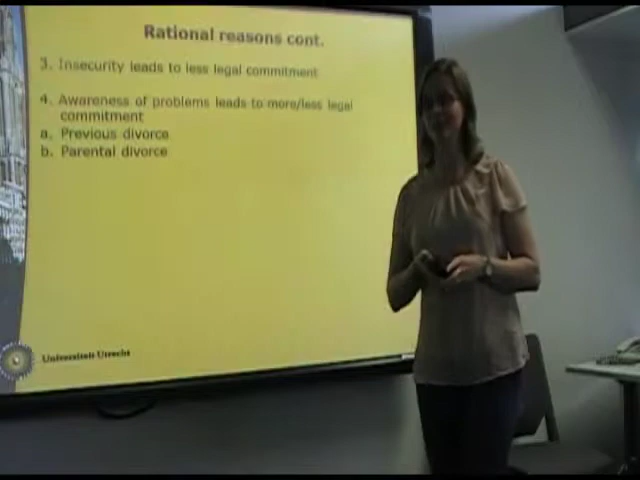 Rational reasons cont.
3. Insecurity leads to less legal commitment
4. Awareness of problems leads to more/less legal
commitment
a. Previous divorce
b. Parental divorce
Universiteit Utrecht